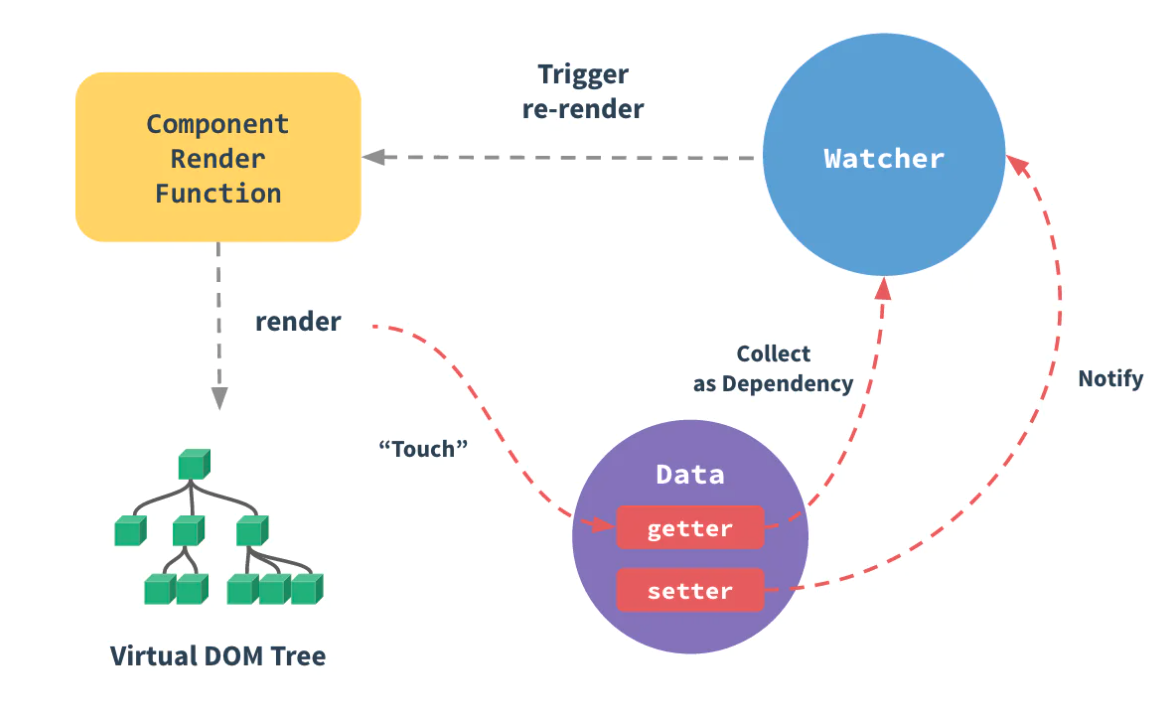 Trigger
re-render
Component
Render
Function
Watcher
render
Collect
as Dependency
Notify
“Touch”
Data
getter
setter
Virtual DOM Tree